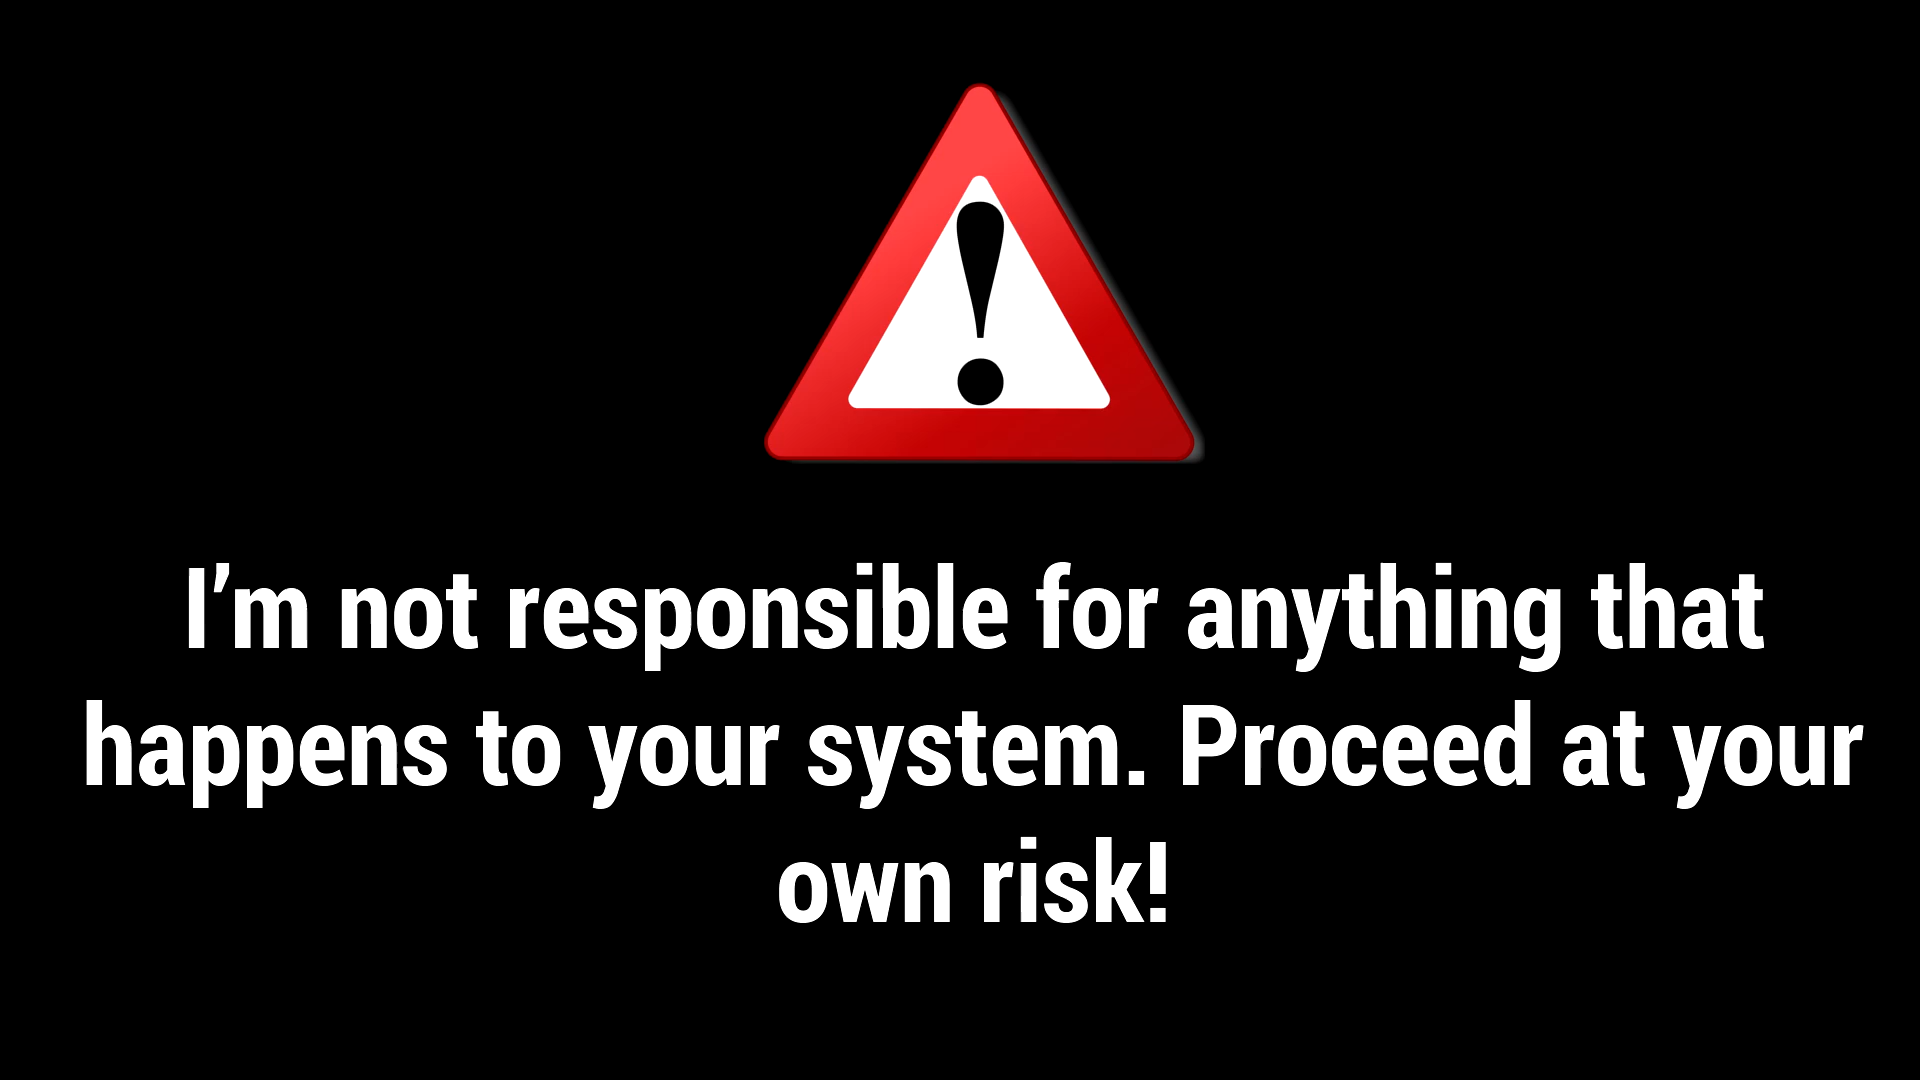 I’m not responsible for anything that
happens to your system. Proceed at your
own risk!